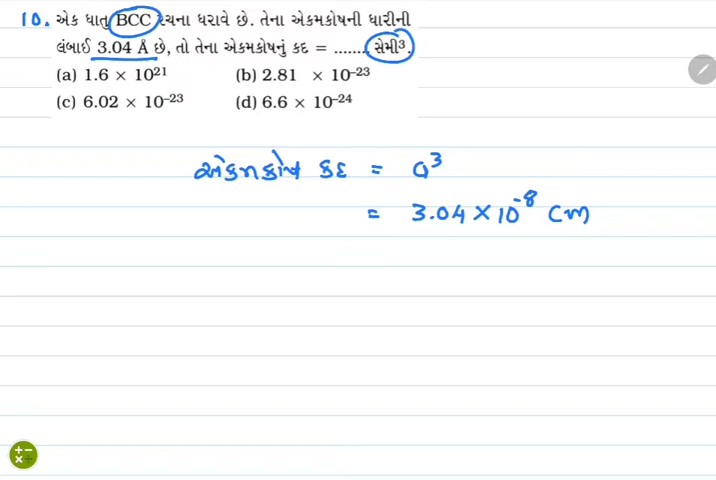 10. એક ધાતુ BCC રચના ધરાવે છે. તેના એકમકોષની ધારીની
લંબાઈ 3.04 Å છે, તો તેના એકમકોષનું કદ = ....... સેમી³.
(a) 1.6 × 10²¹ (b) 2.81 × 10⁻²³
(c) 6.02 × 10⁻²³ (d) 6.6 × 10⁻²⁴
એકમકોષ કદ = a³
= 3.04 × 10⁻⁸ cm